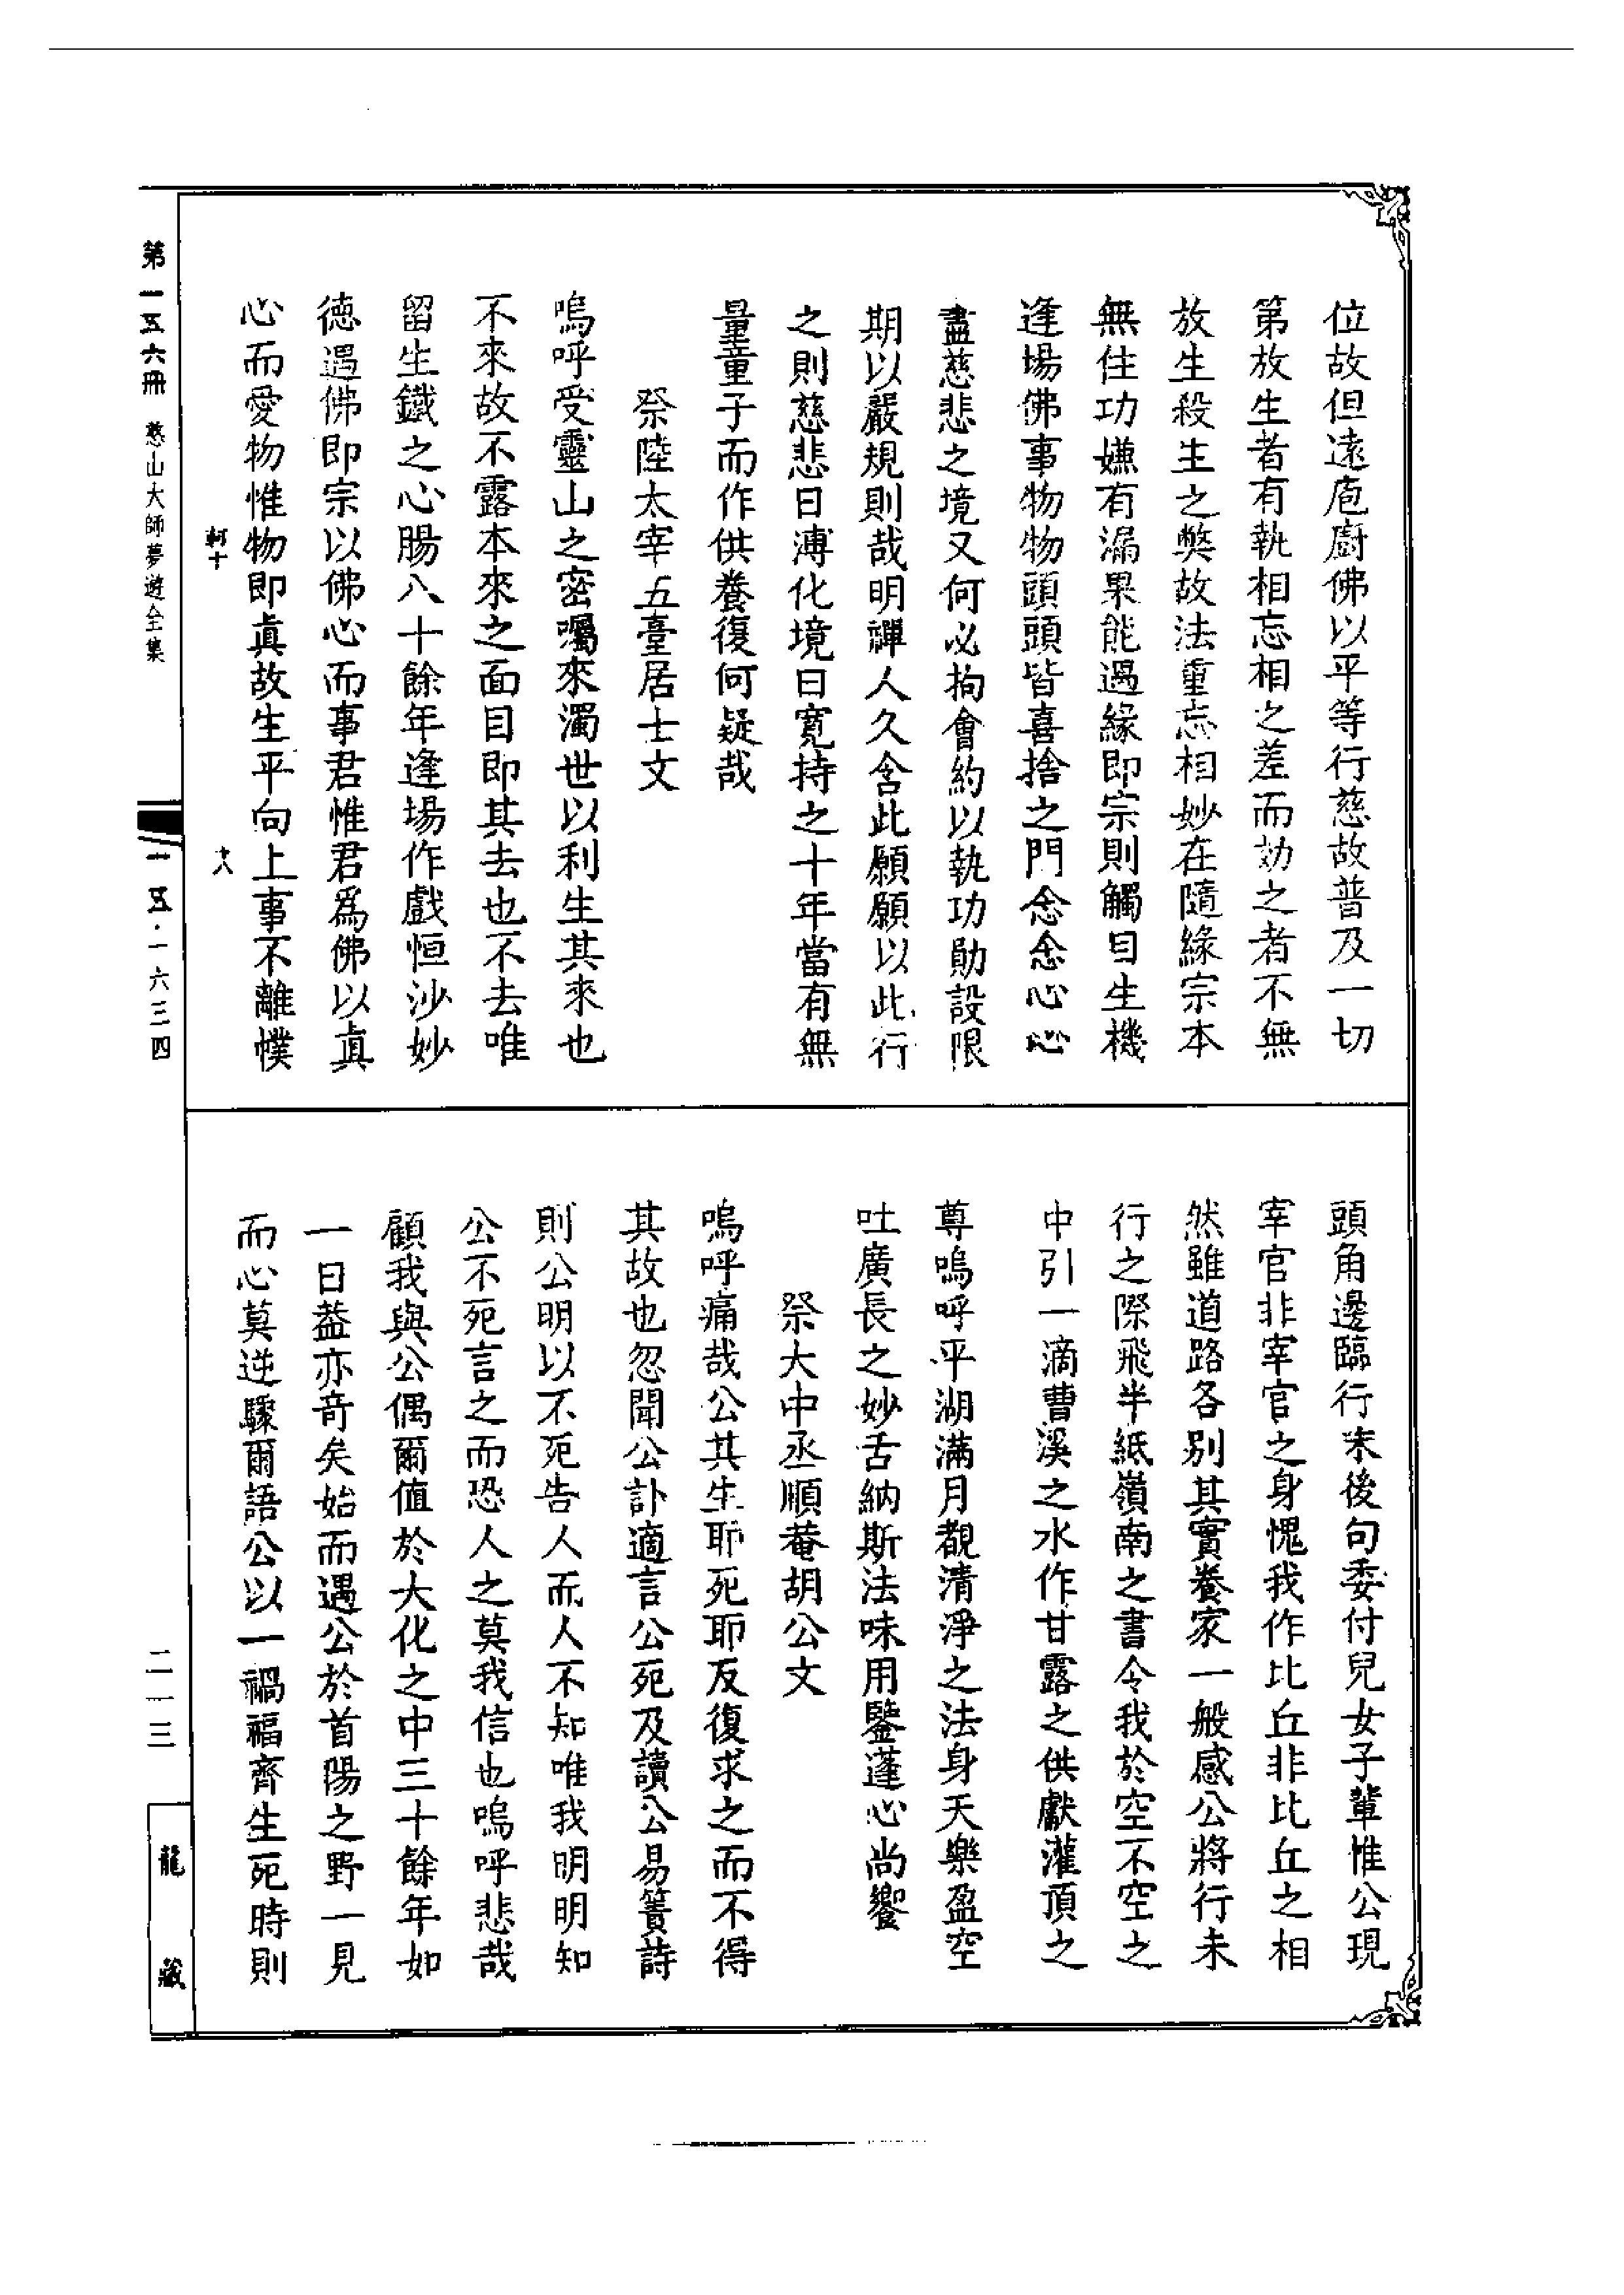 位故但遠庖廚佛以平等行慈故普及一切
第放生者有執相忘相之差而効之者不無
放生殺生之獘故法重忘相妙在隨緣宗本
無住功嫌有漏果能遇緣即宗則觸目生機
逢場佛事物物頭頭皆喜捨之門念念心心
盡慈悲之境又何必拘會約以執功勛設限
期以嚴規則哉明禪人久含此願願以此行
之則慈悲日溥化境日寬持之十年當有無
量童子而作供養復何疑哉
祭陸太宰五臺居士文
嗚呼受靈山之密囑來濁世以利生其來也
不來故不露本來之面目即其去也不去唯
留生鐵之心腸八十餘年逢場作戲恒沙妙
德遇佛即宗以佛心而事君惟君爲佛以眞
心而愛物惟物即眞故生平向上事不離㡤
頭角邊臨行末後句委付兒女子輩惟公現
宰官非宰官之身愧我作比丘非比丘之相
然雖道路各別其實養家一般感公將行未
行之際飛半紙嶺南之書令我於空不空之
中引一滴曹溪之水作甘露之供獻灌頂之
尊嗚呼平湖滿月覩清淨之法身天樂盈空
吐廣長之妙舌納斯法味用鑒蓬心尚饗
祭大中丞順菴胡公文
嗚呼痛哉公其生耶死耶反復求之而不得
其故也忽聞公訃適言公死及讀公易簀詩
則公明以不死告人而人不知唯我明明知
公不死言之而恐人之莫我信也嗚呼悲哉
顧我與公偶爾值於大化之中三十餘年如
一日葢亦竒矣始而遇公於首陽之野一見
而心莫逆驟爾語公以一禍福齊生死時則
第一五六冊 憨山大師夢遊全集
軻十
十八
一五·一六三四
二一三
龍藏